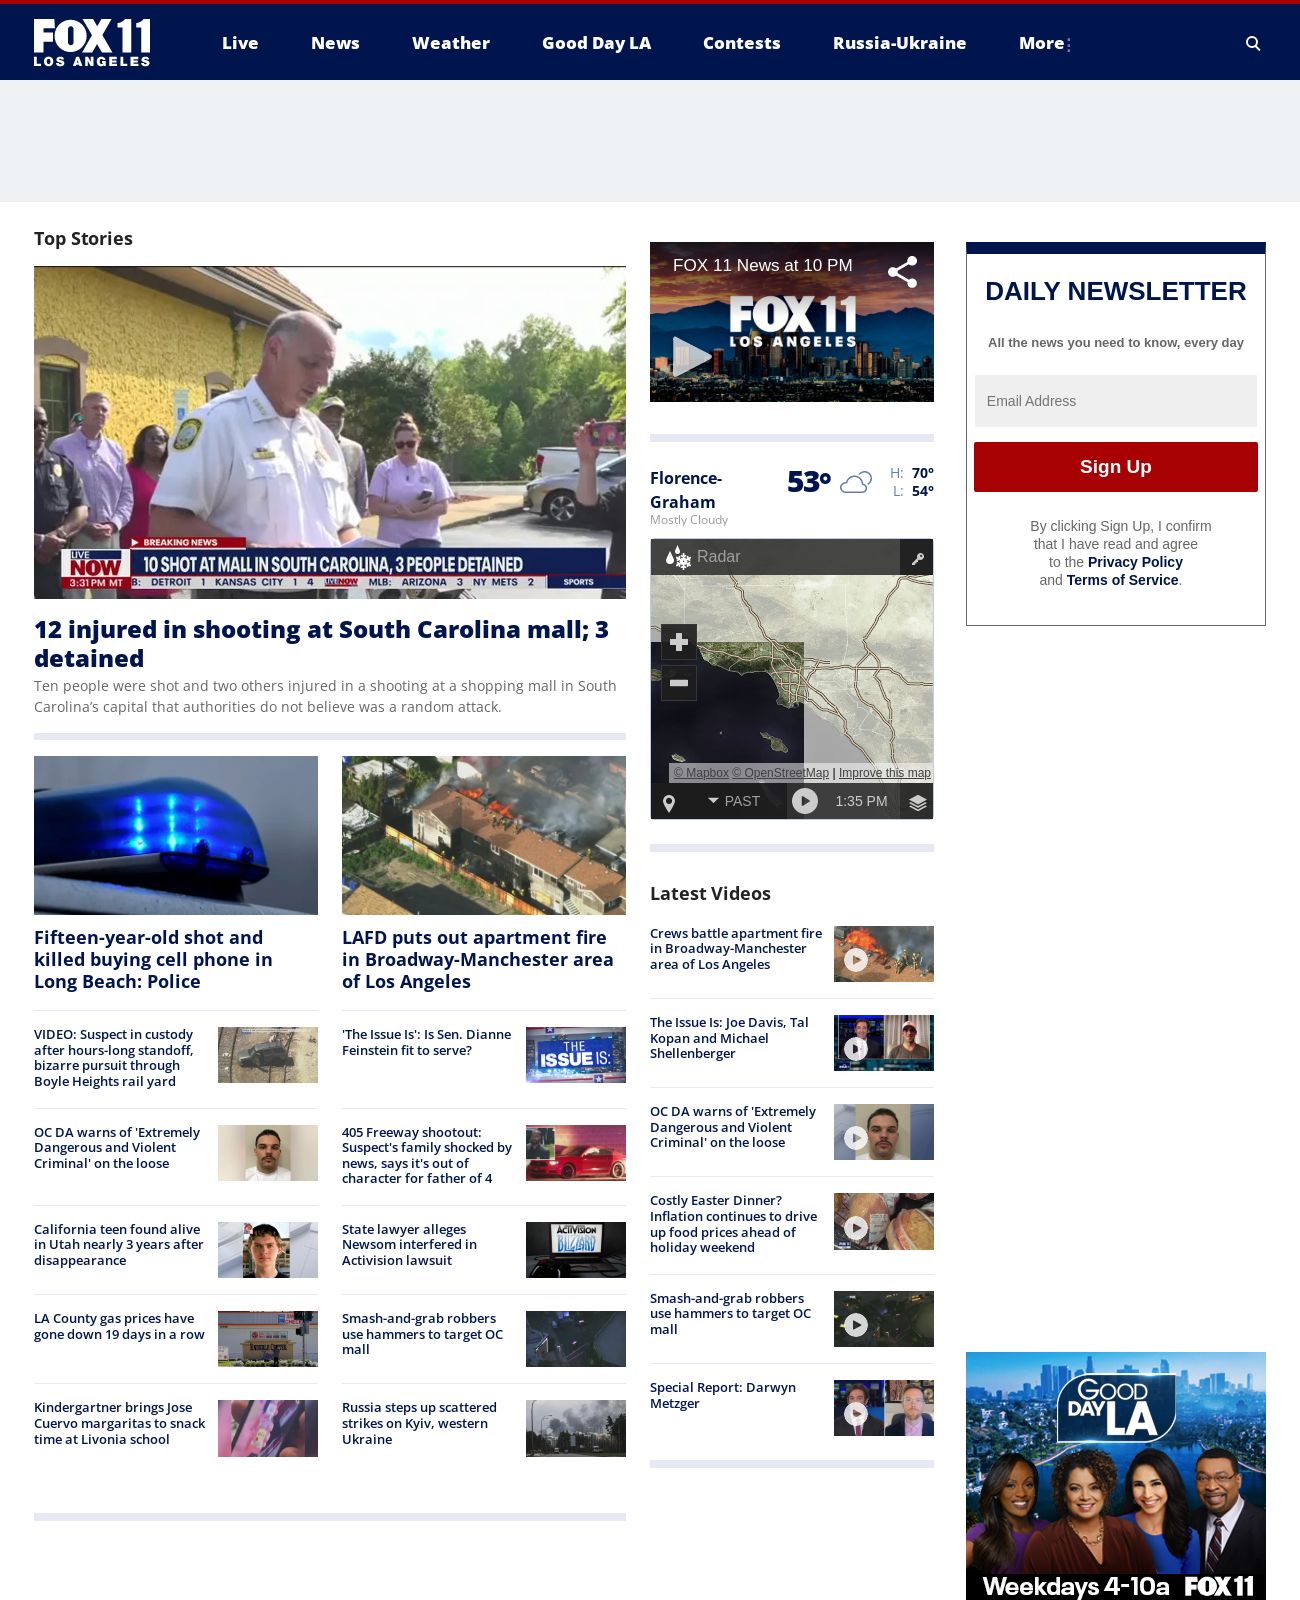 FOX 11
LOS ANGELES
Live
News
Weather
Good Day LA
Contests
Russia-Ukraine
More
Top Stories
BREAKING NEWS
LIVE
NOW
10 SHOT AT MALL IN SOUTH CAROLINA, 3 PEOPLE DETAINED
3:31PM MT
B: DETROIT 1 KANSAS CITY 1 4 LIVENOW MLB: ARIZONA 3 NY METS 2
SPORTS
12 injured in shooting at South Carolina mall; 3
detained
Ten people were shot and two others injured in a shooting at a shopping mall in South
Carolina’s capital that authorities do not believe was a random attack.
Fifteen-year-old shot and
killed buying cell phone in
Long Beach: Police
LAFD puts out apartment fire
in Broadway-Manchester area
of Los Angeles
VIDEO: Suspect in custody
after hours-long standoff,
bizarre pursuit through
Boyle Heights rail yard
'The Issue Is': Is Sen. Dianne
Feinstein fit to serve?
THE
ISSUE IS:
OC DA warns of 'Extremely
Dangerous and Violent
Criminal' on the loose
405 Freeway shootout:
Suspect's family shocked by
news, says it's out of
character for father of 4
California teen found alive
in Utah nearly 3 years after
disappearance
State lawyer alleges
Newsom interfered in
Activision lawsuit
ACTIVISION
BLIZZARD
LA County gas prices have
gone down 19 days in a row
Smash-and-grab robbers
use hammers to target OC
mall
Kindergartner brings Jose
Cuervo margaritas to snack
time at Livonia school
Russia steps up scattered
strikes on Kyiv, western
Ukraine
FOX 11 News at 10 PM
FOX 11
LOS ANGELES
Florence-
Graham
Mostly Cloudy
53°
H: 70°
L: 54°
Radar
© Mapbox © OpenStreetMap | Improve this map
PAST
1:35 PM
Latest Videos
Crews battle apartment fire
in Broadway-Manchester
area of Los Angeles
The Issue Is: Joe Davis, Tal
Kopan and Michael
Shellenberger
OC DA warns of 'Extremely
Dangerous and Violent
Criminal' on the loose
Costly Easter Dinner?
Inflation continues to drive
up food prices ahead of
holiday weekend
Smash-and-grab robbers
use hammers to target OC
mall
Special Report: Darwyn
Metzger
DAILY NEWSLETTER
All the news you need to know, every day
Email Address
Sign Up
By clicking Sign Up, I confirm
that I have read and agree
to the Privacy Policy
and Terms of Service.
GOOD
DAY LA
Weekdays 4-10a FOX 11